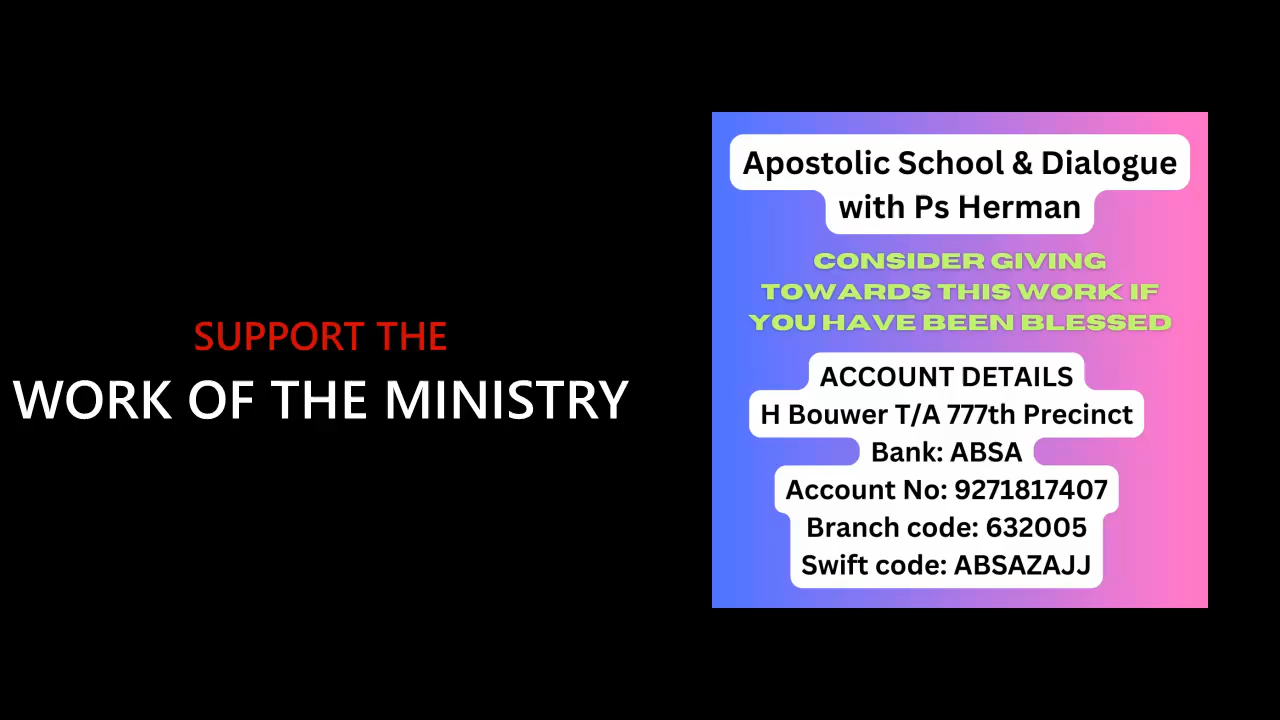 SUPPORT THE
WORK OF THE MINISTRY
Apostolic School & Dialogue
with Ps Herman
CONSIDER GIVING
TOWARDS THIS WORK IF
YOU HAVE BEEN BLESSED
ACCOUNT DETAILS
H Bouwer T/A 777th Precinct
Bank: ABSA
Account No: 9271817407
Branch code: 632005
Swift code: ABSAZAJJ